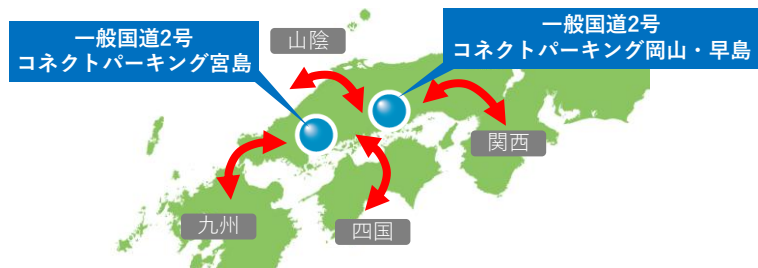 一般国道2号
コネクトパーキング宮島
山陰
一般国道2号
コネクトパーキング岡山・早島
関西
九州
四国